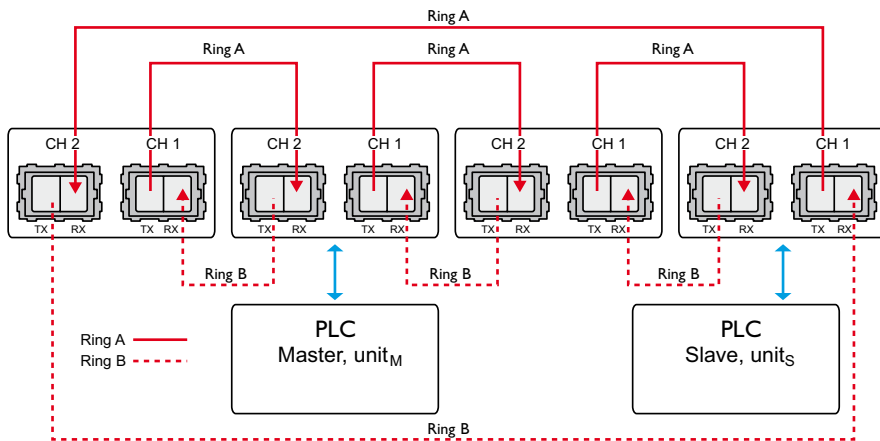 Ring A
Ring A Ring A Ring A
CH 2 CH 1 CH 2 CH 1 CH 2 CH 1 CH 2 CH 1
TX RX TX RX TX RX TX RX TX RX TX RX TX RX TX RX
Ring B Ring B Ring B
PLC
Master, unitM
PLC
Slave, unitS
Ring A
Ring B
Ring B